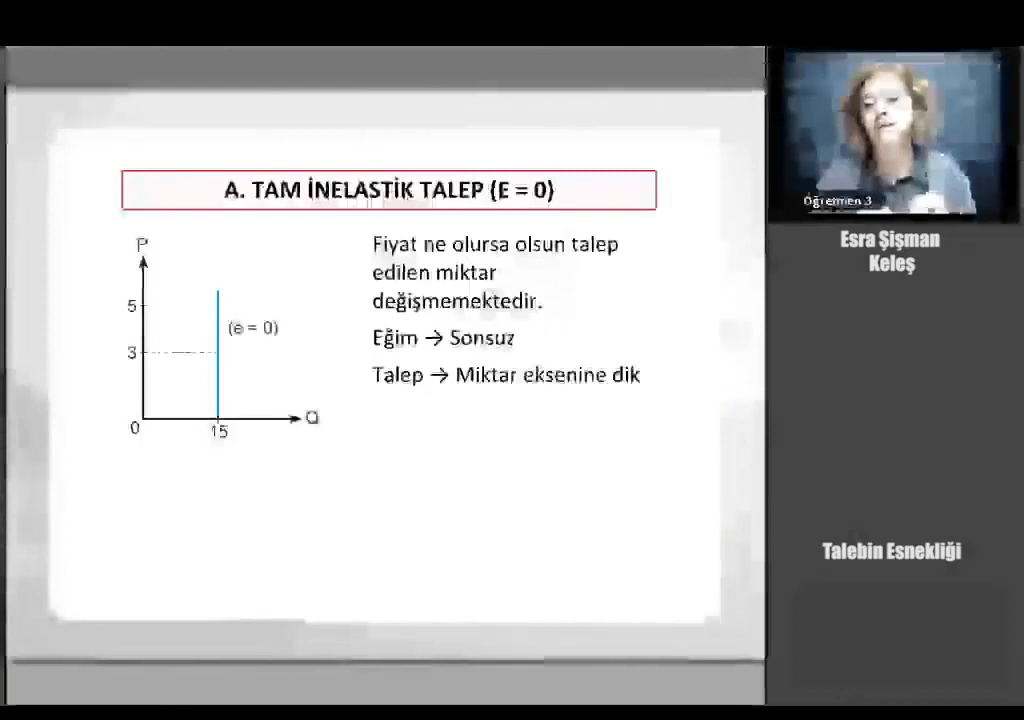 A. TAM İNELASTİK TALEP (E = 0)
P
5
(e = 0)
3
0
15
Q
Fiyat ne olursa olsun talep
edilen miktar
değişmemektedir.
Eğim → Sonsuz
Talep → Miktar eksenine dik
Öğretmen 3
Esra Şişman
Keleş
Talebin Esnekliği